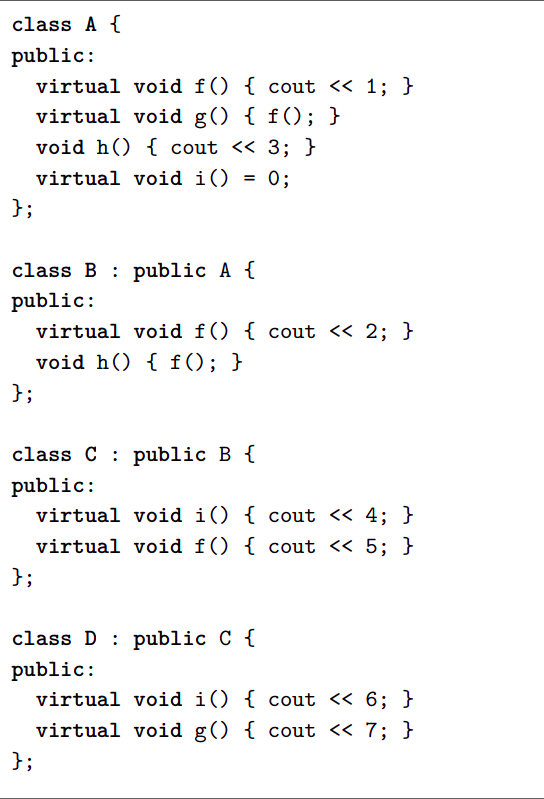 class A {
public:
  virtual void f() { cout << 1; }
  virtual void g() { f(); }
  void h() { cout << 3; }
  virtual void i() = 0;
};

class B : public A {
public:
  virtual void f() { cout << 2; }
  void h() { f(); }
};

class C : public B {
public:
  virtual void i() { cout << 4; }
  virtual void f() { cout << 5; }
};

class D : public C {
public:
  virtual void i() { cout << 6; }
  virtual void g() { cout << 7; }
};